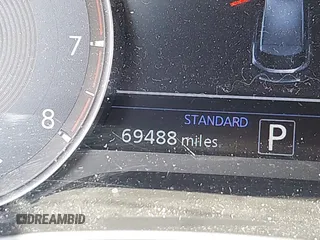 7
8
STANDARD
69488 miles
P
DREAMBID